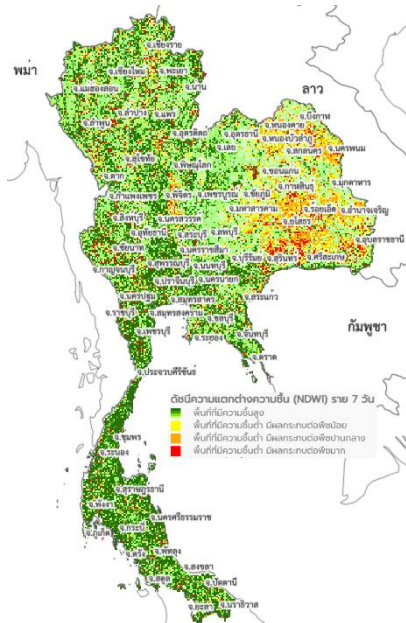 จ.เชียงราย
พม่า
จ.เชียงใหม่
จ.พะเยา
ลาว
จ.แม่ฮ่องสอน
จ.น่าน
จ.ลำปาง
จ.แพร่
จ.บึงกาฬ
จ.ลำพูน
จ.หนองคาย
จ.อุตรดิตถ์
จ.อุดรธานี
จ.หนองบัวลำภู
จ.เลย
จ.สกลนคร
จ.นครพนม
จ.สุโขทัย
จ.พิษณุโลก
จ.ขอนแก่น
จ.ตาก
จ.มุกดาหาร
จ.กาฬสินธุ์
จ.กำแพงเพชร
จ.พิจิตร
จ.เพชรบูรณ์
จ.ชัยภูมิ
จ.มหาสารคาม
จ.ร้อยเอ็ด
จ.อำนาจเจริญ
จ.สิงห์บุรี
จ.นครสวรรค์
จ.ยโสธร
จ.อุทัยธานี
จ.สระบุรี
จ.ลพบุรี
จ.อุบลราชธานี
จ.ชัยนาท
จ.นครราชสีมา
จ.บุรีรัมย์
จ.สุรินทร์
จ.ศรีสะเกษ
จ.สุพรรณบุรี
จ.นนทบุรี
จ.กาญจนบุรี
จ.ปราจีนบุรี
จ.นครนายก
จ.นครปฐม
จ.สมุทรสาคร
จ.สระแก้ว
จ.ราชบุรี
จ.สมุทรสงคราม
จ.ชลบุรี
กัมพูชา
จ.เพชรบุรี
จ.ระยอง
จ.จันทบุรี
จ.ตราด
จ.ประจวบคีรีขันธ์
ดัชนีความแตกต่างความชื้น (NDWI) ราย 7 วัน
พื้นที่ที่มีความชื้นสูง
พื้นที่ที่มีความชื้นต่ำ มีผลกระทบต่อพืชน้อย
พื้นที่ที่มีความชื้นต่ำ มีผลกระทบต่อพืชปานกลาง
พื้นที่ที่มีความชื้นต่ำ มีผลกระทบต่อพืชมาก
จ.ชุมพร
จ.ระนอง
จ.สุราษฎร์ธานี
จ.พังงา
จ.นครศรีธรรมราช
จ.ภูเก็ต
จ.กระบี่
จ.ตรัง
จ.พัทลุง
จ.สงขลา
จ.สตูล
จ.ปัตตานี
จ.ยะลา
จ.นราธิวาส